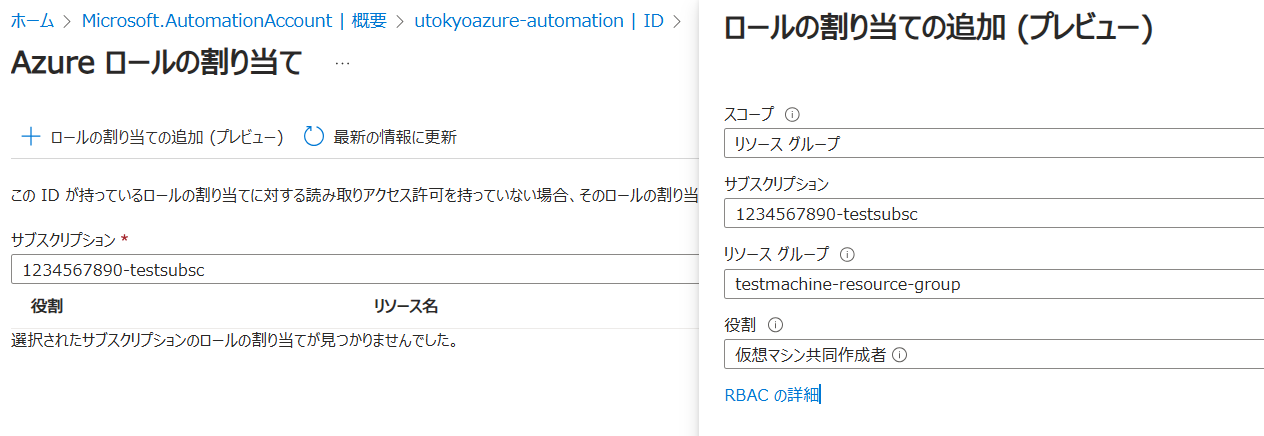 ホーム > Microsoft.AutomationAccount | 概要 > utokyoazure-automation | ID >
Azure ロールの割り当て ...
+ ロールの割り当ての追加 (プレビュー) 最新の情報に更新
この ID が持っているロールの割り当てに対する読み取りアクセス許可を持っていない場合、そのロールの割り当
サブスクリプション *
1234567890-testsubsc
役割 リソース名
選択されたサブスクリプションのロールの割り当てが見つかりませんでした。
ロールの割り当ての追加 (プレビュー)
スコープ
リソース グループ
サブスクリプション
1234567890-testsubsc
リソース グループ
testmachine-resource-group
役割
仮想マシン共同作成者
RBAC の詳細